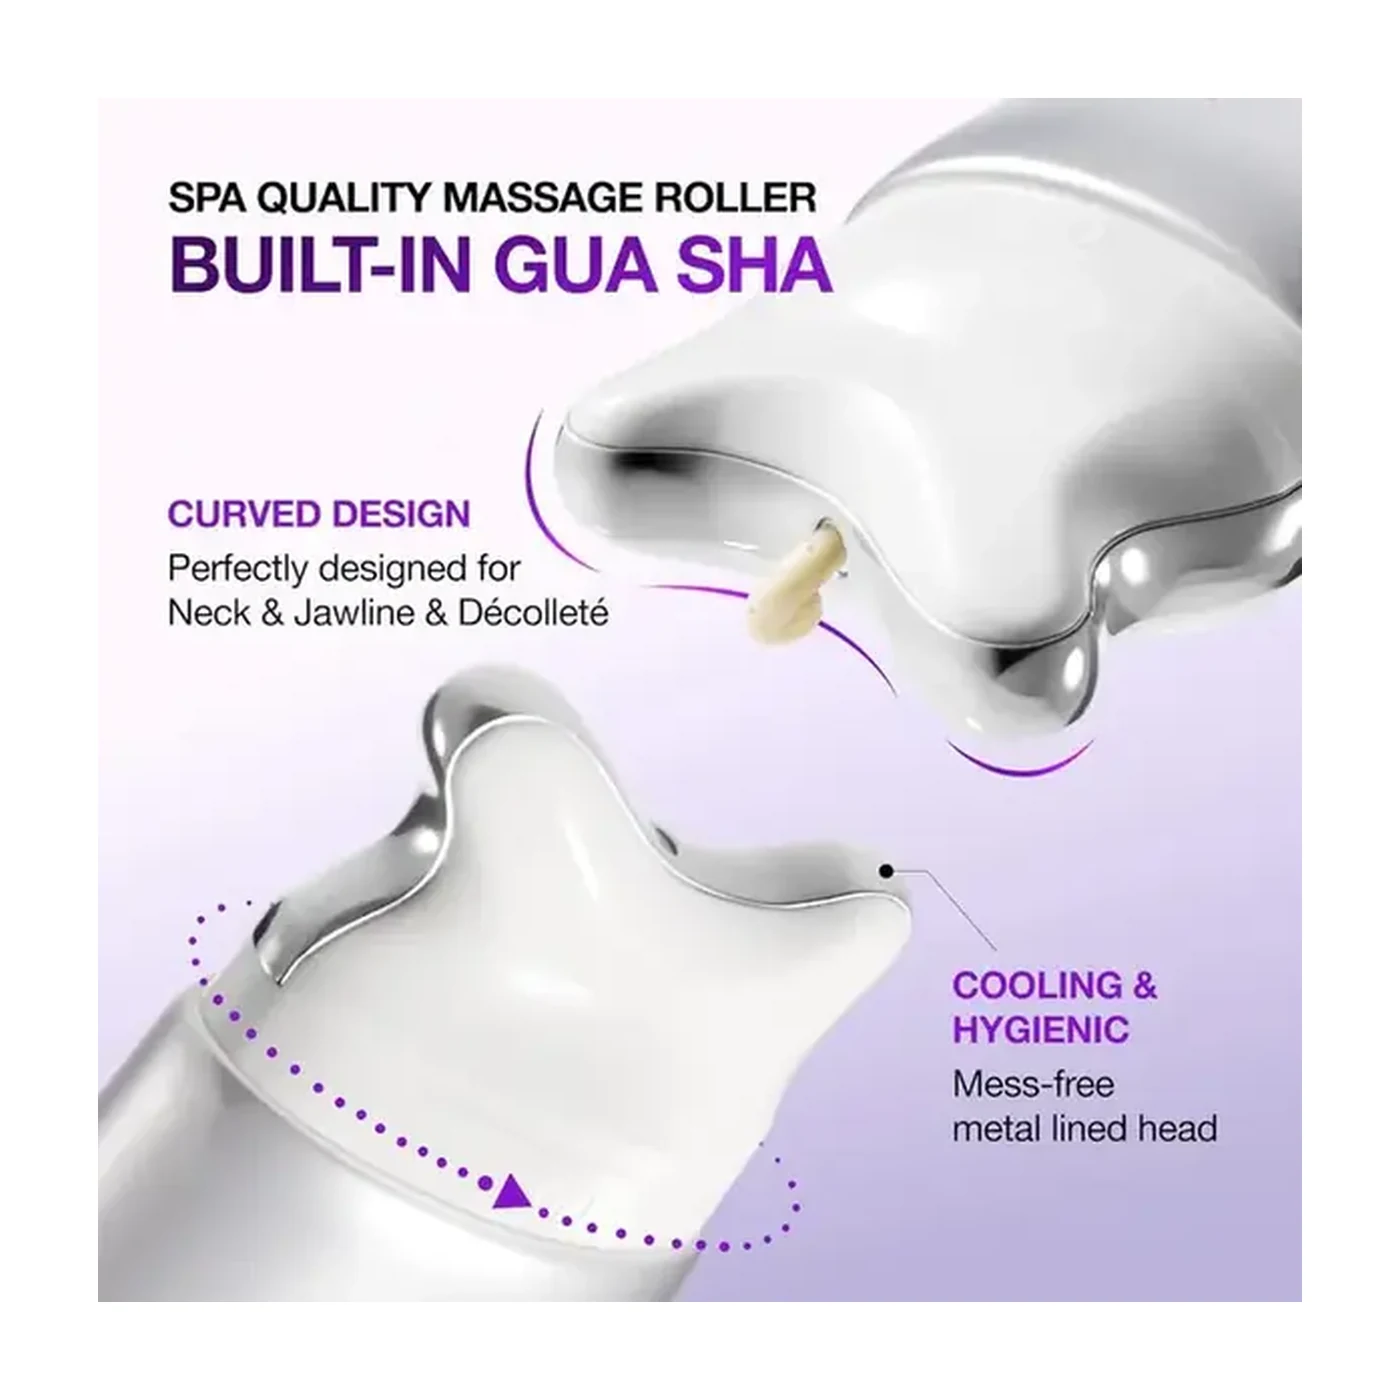 SPA QUALITY MASSAGE ROLLER
BUILT-IN GUA SHA
CURVED DESIGN
Perfectly designed for
Neck & Jawline & Décolleté
COOLING &
HYGIENIC
Mess-free
metal lined head